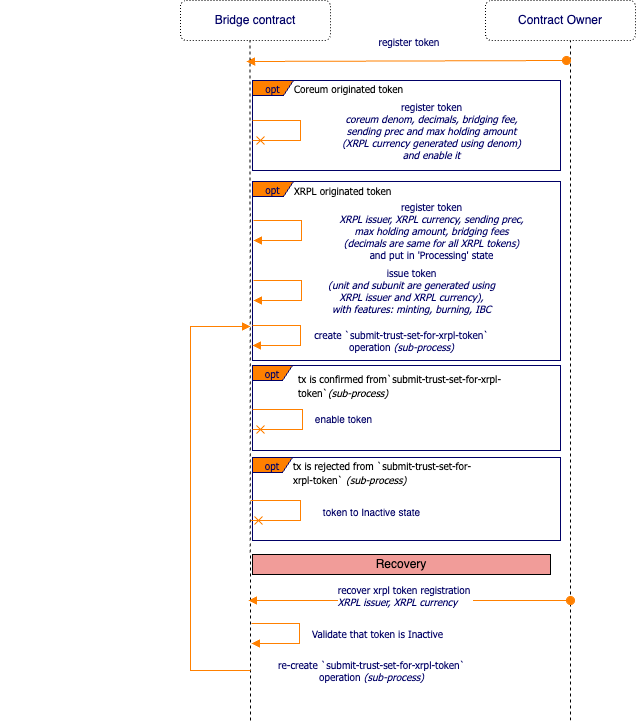 Bridge contract
Contract Owner
register token
opt
Coreum originated token
register token
coreum denom, decimals, bridging fee,
sending prec and max holding amount
(XRPL currency generated using denom)
and enable it
opt
XRPL originated token
register token
XRPL issuer, XRPL currency, sending prec,
max holding amount, bridging fees
(decimals are same for all XRPL tokens)
and put in 'Processing' state
issue token
(unit and subunit are generated using
XRPL issuer and XRPL currency),
with features: minting, burning, IBC
create `submit-trust-set-for-xrpl-token`
operation (sub-process)
opt
tx is confirmed from`submit-trust-set-for-xrpl-
token`(sub-process)
enable token
opt
tx is rejected from `submit-trust-set-for-
xrpl-token` (sub-process)
token to Inactive state
Recovery
recover xrpl token registration
XRPL issuer, XRPL currency
Validate that token is Inactive
re-create `submit-trust-set-for-xrpl-token`
operation (sub-process)